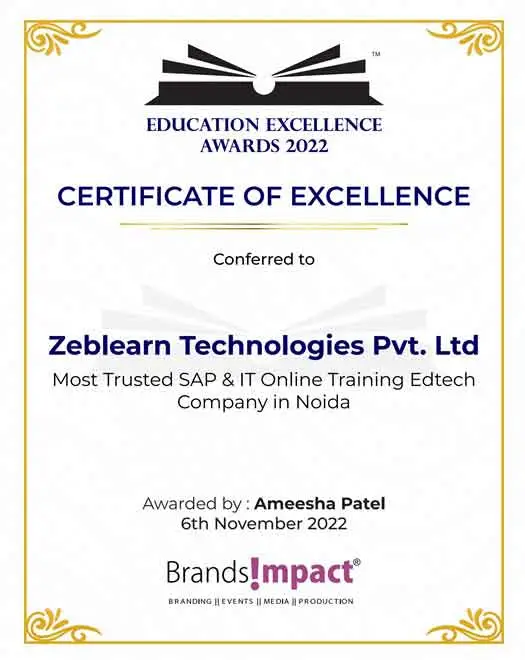 TM
EDUCATION EXCELLENCE
AWARDS 2022
CERTIFICATE OF EXCELLENCE
Conferred to
Zeblearn Technologies Pvt. Ltd
Most Trusted SAP & IT Online Training Edtech
Company in Noida
Awarded by : Ameesha Patel
6th November 2022
Brands!mpact®
BRANDING || EVENTS || MEDIA || PRODUCTION